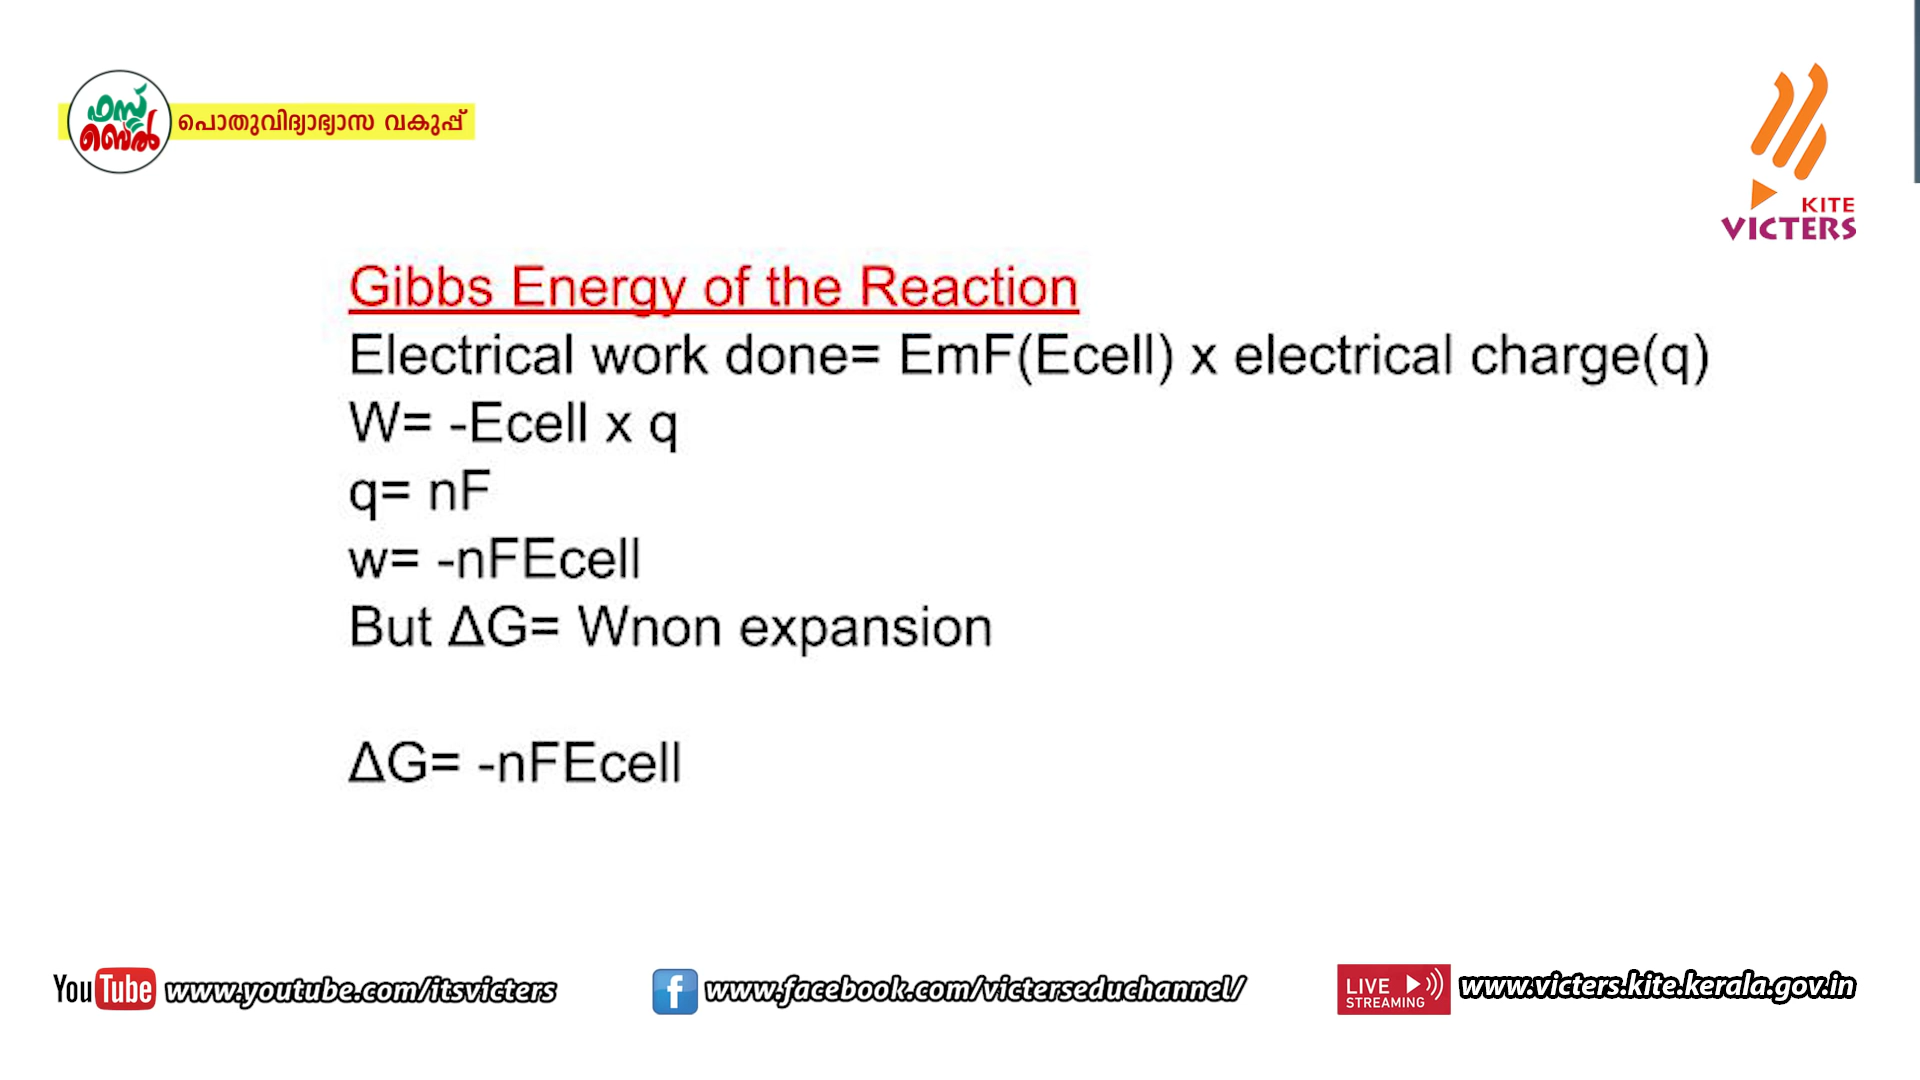 ഫസ്റ്റ്
ബെൽ
പൊതുവിദ്യാഭ്യാസ വകുപ്പ്
KITE
VICTERS
Gibbs Energy of the Reaction
Electrical work done= EmF(Ecell) x electrical charge(q)
W= -Ecell x q
q= nF
w= -nFEcell
But ΔG= Wnon expansion
ΔG= -nFEcell
YouTube www.youtube.com/itsvicters
f www.facebook.com/victerseduchannel/
LIVE STREAMING www.victers.kite.kerala.gov.in